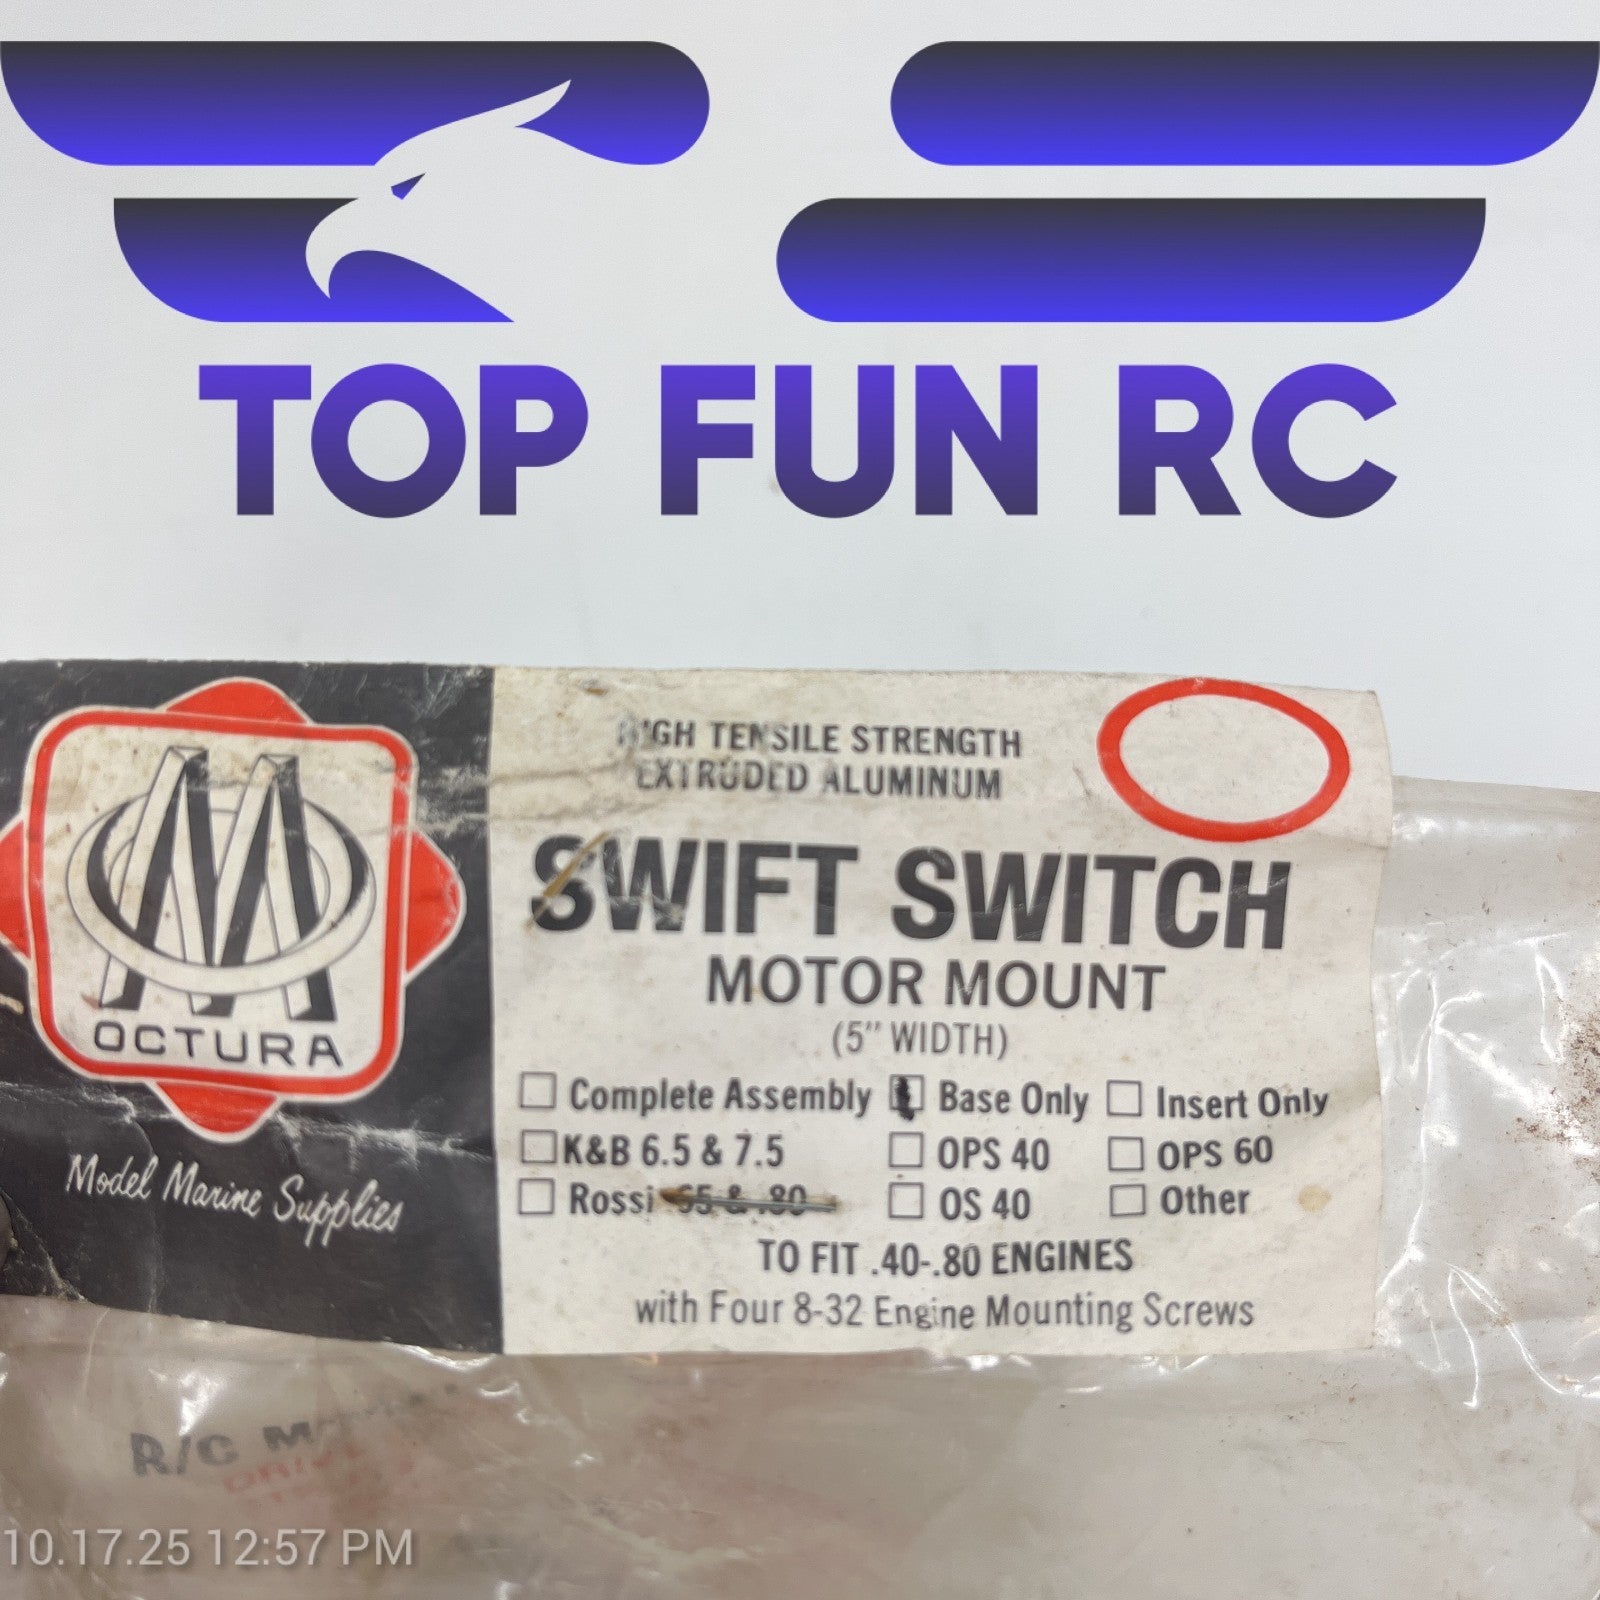 TOP FUN RC
HIGH TENSILE STRENGTH
EXTRUDED ALUMINUM
SWIFT SWITCH
MOTOR MOUNT
(5" WIDTH)
Complete Assembly Base Only Insert Only
K&B 6.5 & 7.5 OPS 40 OPS 60
Rossi .65 & .80 OS 40 Other
TO FIT .40-.80 ENGINES
with Four 8-32 Engine Mounting Screws
M
OCTURA
Model Marine Supplies
R/C
10.17.25 12:57 PM